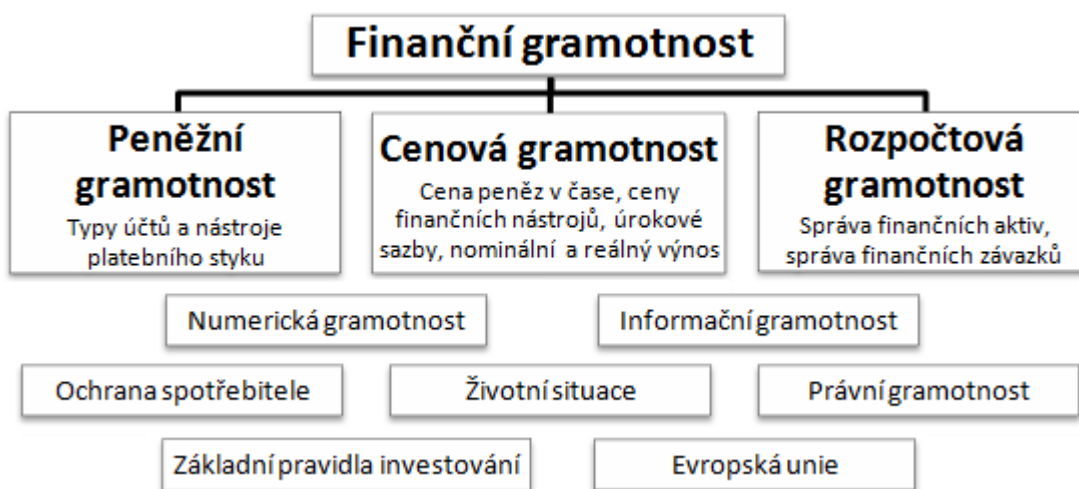 Finanční gramotnost
Peněžní
gramotnost
Typy účtů a nástroje
platebního styku
Cenová gramotnost
Cena peněz v čase, ceny
finančních nástrojů, úrokové
sazby, nominální a reálný výnos
Rozpočtová
gramotnost
Správa finančních aktiv,
správa finančních závazků
Numerická gramotnost
Informační gramotnost
Ochrana spotřebitele
Životní situace
Právní gramotnost
Základní pravidla investování
Evropská unie